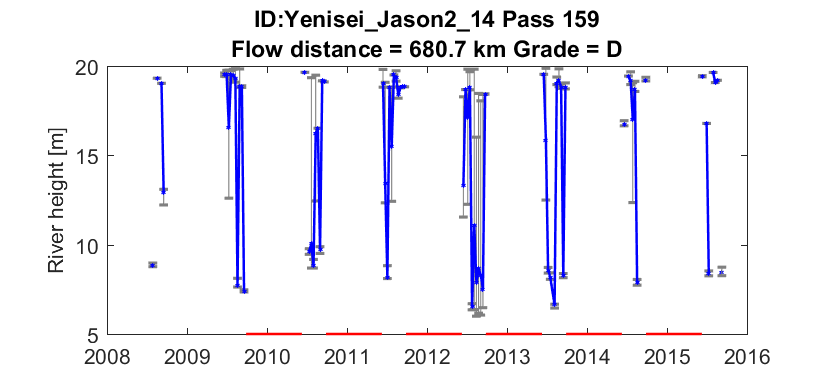 ID:Yenisei_Jason2_14 Pass 159
Flow distance = 680.7 km Grade = D
River height [m]
20
15
10
5
2008 2009 2010 2011 2012 2013 2014 2015 2016